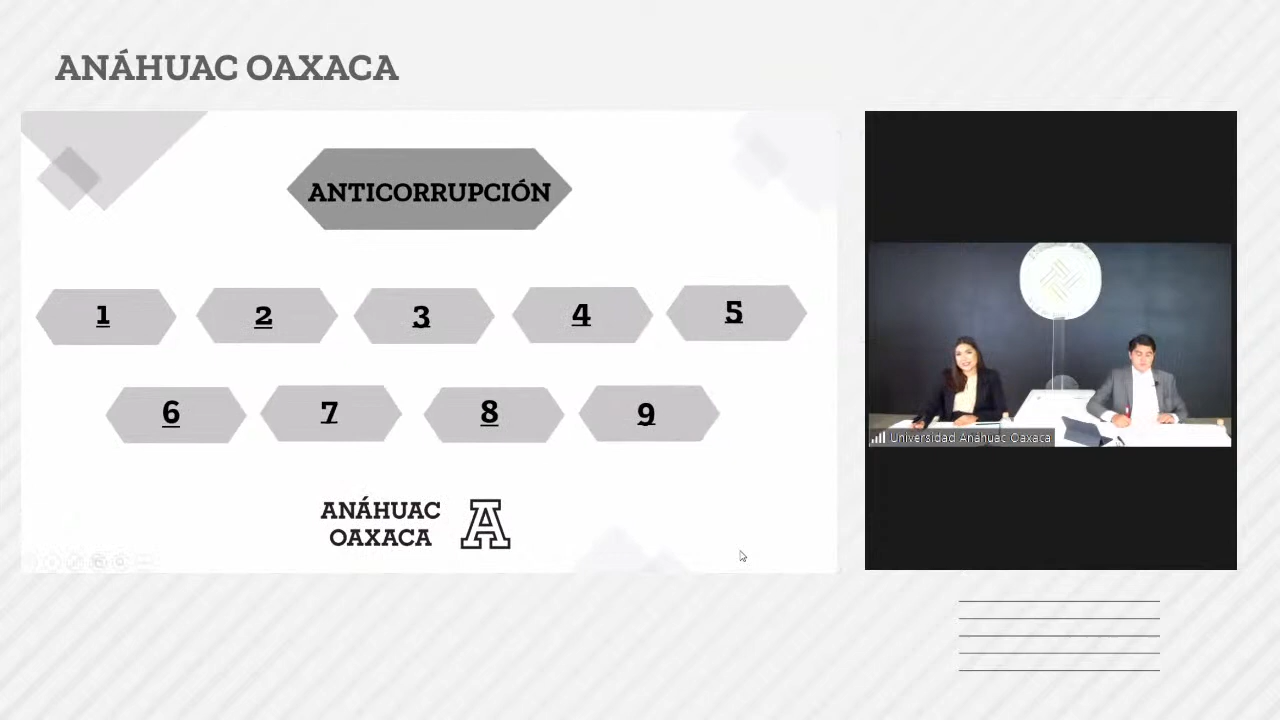 ANÁHUAC OAXACA
ANTICORRUPCIÓN
1 2 3 4 5
6 7 8 9
ANÁHUAC
OAXACA
A
Universidad Anáhuac Oaxaca